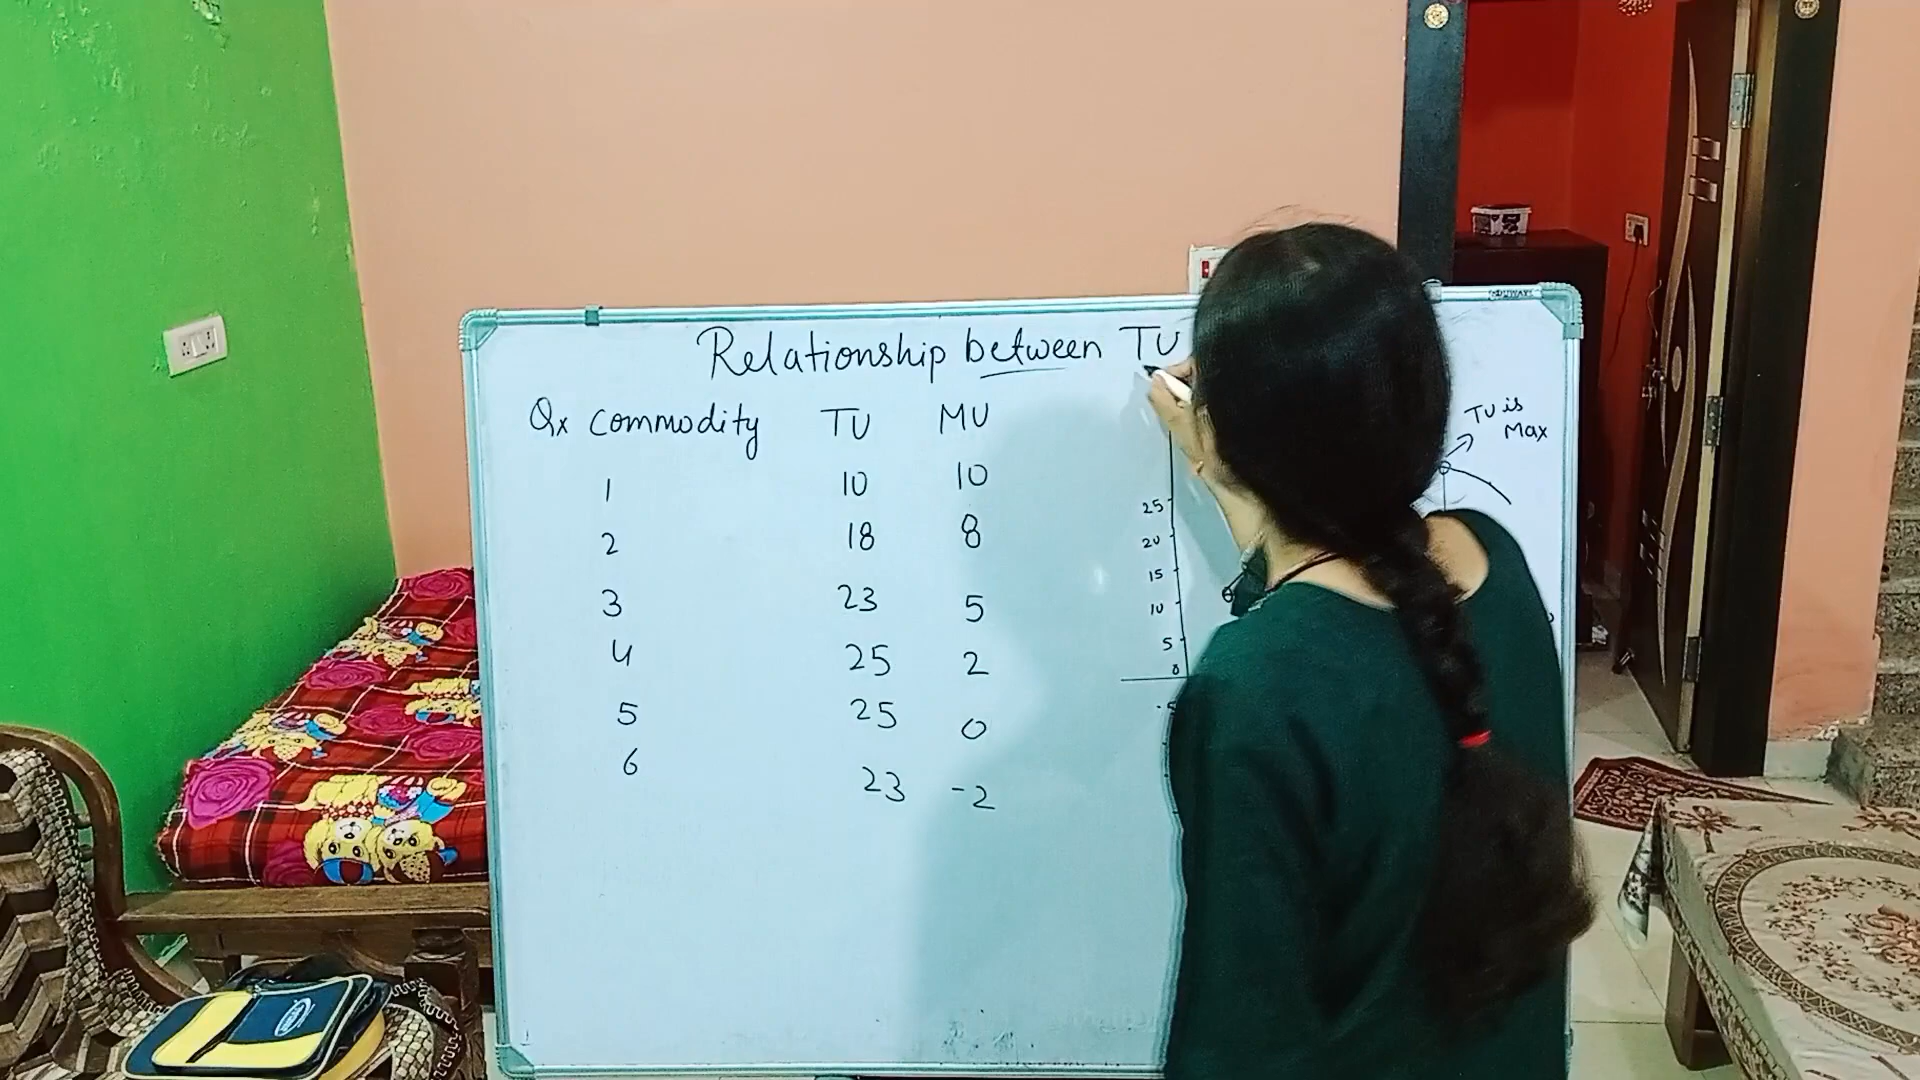 Relationship between TU
Qx Commodity TU MU
1 10 10
2 18 8
3 23 5
4 25 2
5 25 0
6 23 -2
25
20
15
10
5
0
-5
TU is
Max